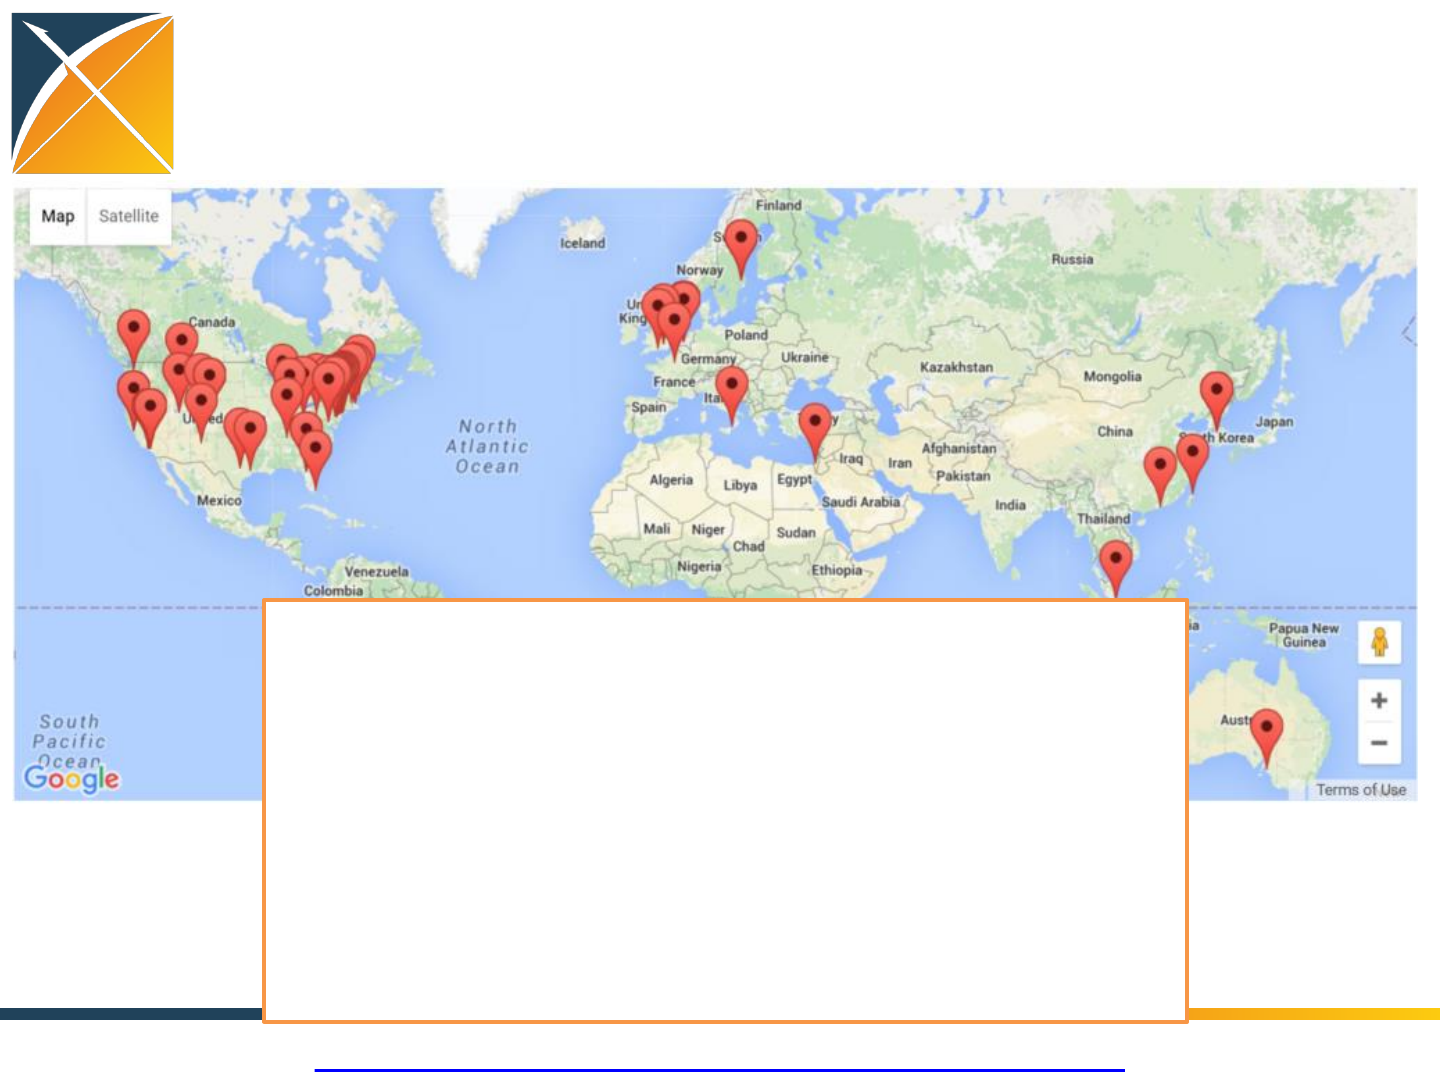 Map Satellite
Finland
Iceland
Russia
Norway
Canada
Poland
Ukraine
Germany
Kazakhstan
Mongolia
France
Spain
North
Atlantic
Ocean
Japan
China
Afghanistan
Iraq
Iran
Pakistan
Algeria
Libya
Egypt
Saudi Arabia
Mexico
India
Thailand
Mali
Niger
Sudan
Chad
Nigeria
Ethiopia
Venezuela
Colombia
Papua New
Guinea
South
Pacific
Ocean
Google
Terms of Use